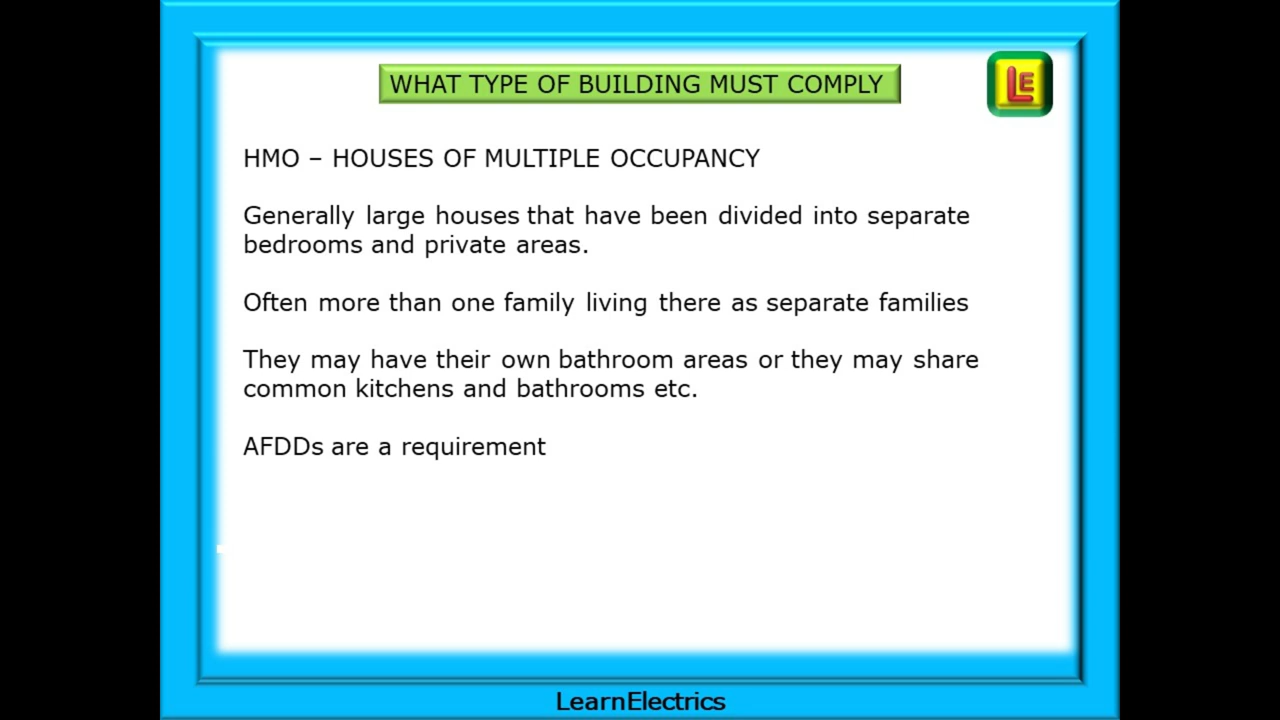 WHAT TYPE OF BUILDING MUST COMPLY
LE
HMO – HOUSES OF MULTIPLE OCCUPANCY
Generally large houses that have been divided into separate
bedrooms and private areas.
Often more than one family living there as separate families
They may have their own bathroom areas or they may share
common kitchens and bathrooms etc.
AFDDs are a requirement
LearnElectrics